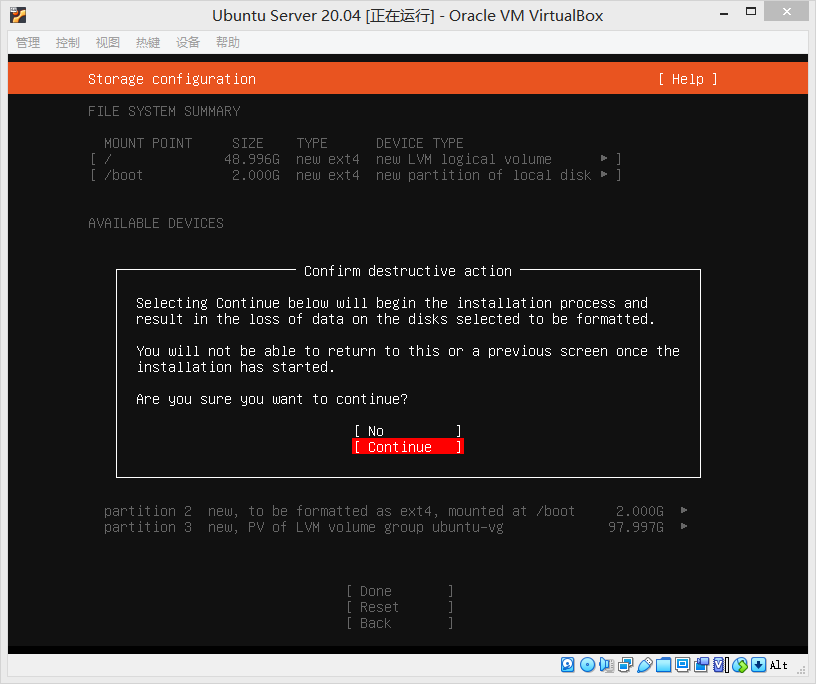 Ubuntu Server 20.04 [正在运行] - Oracle VM VirtualBox
管理 控制 视图 热键 设备 帮助
Storage configuration [ Help ]
FILE SYSTEM SUMMARY
MOUNT POINT SIZE TYPE DEVICE TYPE
[ / 48.996G new ext4 new LVM logical volume ▸ ]
[ /boot 2.000G new ext4 new partition of local disk ▸ ]
AVAILABLE DEVICES
Confirm destructive action
Selecting Continue below will begin the installation process and
result in the loss of data on the disks selected to be formatted.
You will not be able to return to this or a previous screen once the
installation has started.
Are you sure you want to continue?
[ No ]
[ Continue ]
partition 2 new, to be formatted as ext4, mounted at /boot 2.000G ▸
partition 3 new, PV of LVM volume group ubuntu-vg 97.997G ▸
[ Done ]
[ Reset ]
[ Back ]
Alt